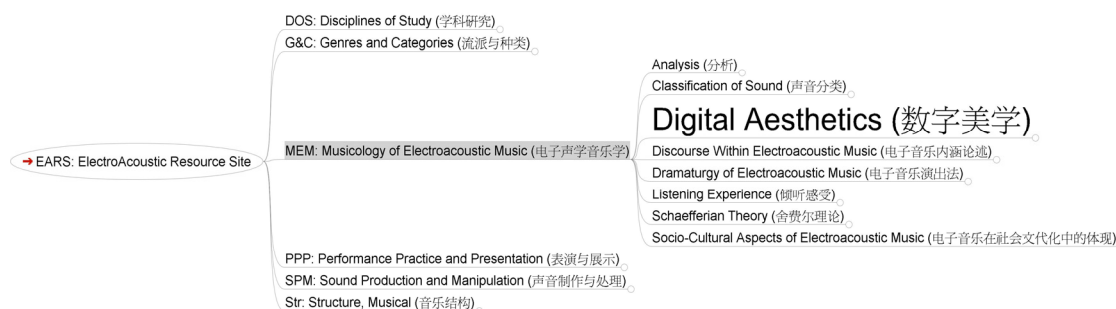 DOS: Disciplines of Study (学科研究)
G&C: Genres and Categories (流派与种类)
Analysis (分析)
Classification of Sound (声音分类)
Digital Aesthetics (数字美学)
➔EARS: ElectroAcoustic Resource Site
MEM: Musicology of Electroacoustic Music (电子声学音乐学)
Discourse Within Electroacoustic Music (电子音乐内涵论述)
Dramaturgy of Electroacoustic Music (电子音乐演出法)
Listening Experience (倾听感受)
Schaefferian Theory (舍费尔理论)
Socio-Cultural Aspects of Electroacoustic Music (电子音乐在社会文化中的体现)
PPP: Performance Practice and Presentation (表演与展示)
SPM: Sound Production and Manipulation (声音制作与处理)
Str: Structure, Musical (音乐结构)